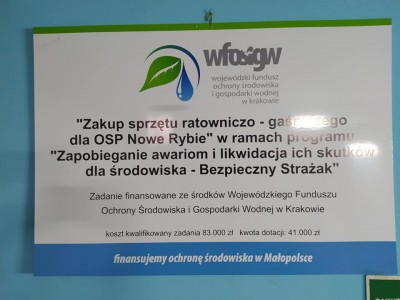 wfosigw
wojewódzki fundusz
ochrony środowiska
i gospodarki wodnej
w krakowie
"Zakup sprzętu ratowniczo - gaśniczego
dla OSP Nowe Rybie" w ramach programu
"Zapobieganie awariom i likwidacja ich skutków
dla środowiska - Bezpieczny Strażak"
Zadanie finansowane ze środków Wojewódzkiego Funduszu
Ochrony Środowiska i Gospodarki Wodnej w Krakowie
koszt kwalifikowany zadania 83.000 zł kwota dotacji: 41.000 zł
finansujemy ochronę środowiska w Małopolsce